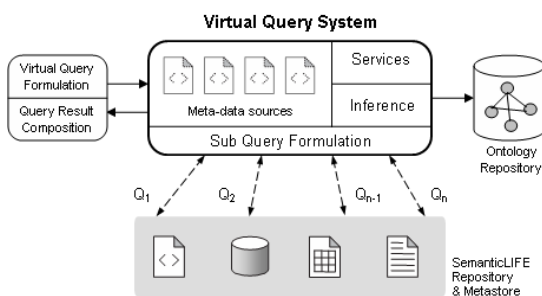 Virtual Query System
Virtual Query
Formulation
Query Result
Composition
Meta-data sources
Services
Inference
Sub Query Formulation
Ontology
Repository
Q1
Q2
Qn-1
Qn
SemanticLIFE
Repository
& Metastore